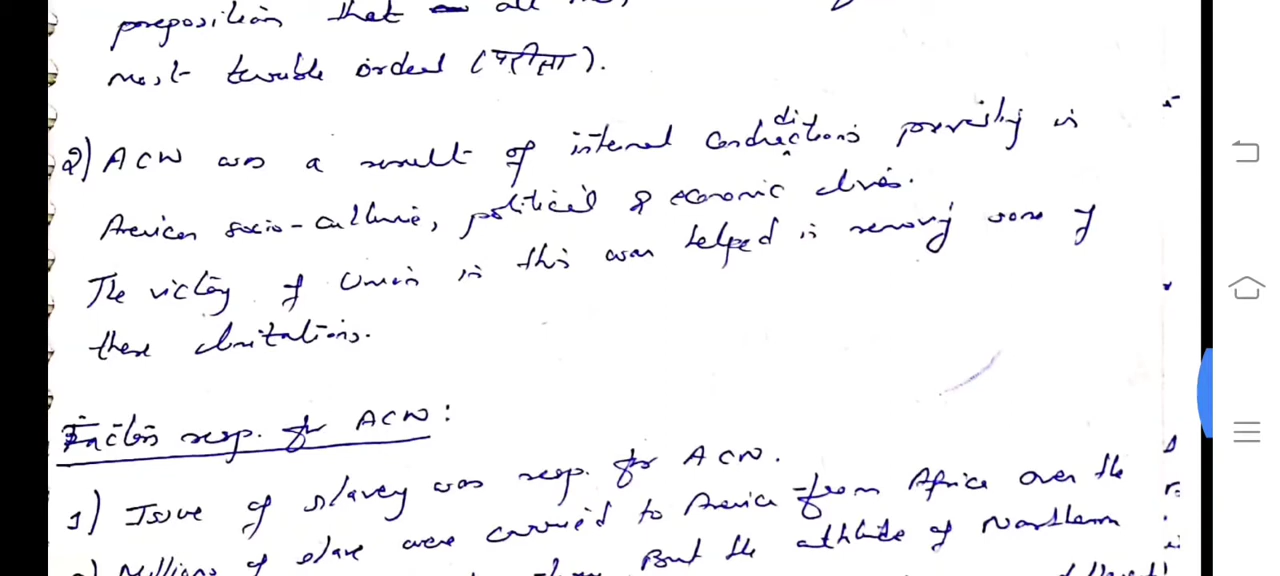 preposition that all
most terrible ordeal (परीक्षा).
2) ACW was a result of internal contradictions in
American socio-culture, political & economic lives.
The victory of Union in this war helped in removing some of
these limitations.
Factors resp. for ACW:
1) Issue of slavery was resp. for ACW.
Millions of slave were carried to America from Africa over the
But the attitude of Northern